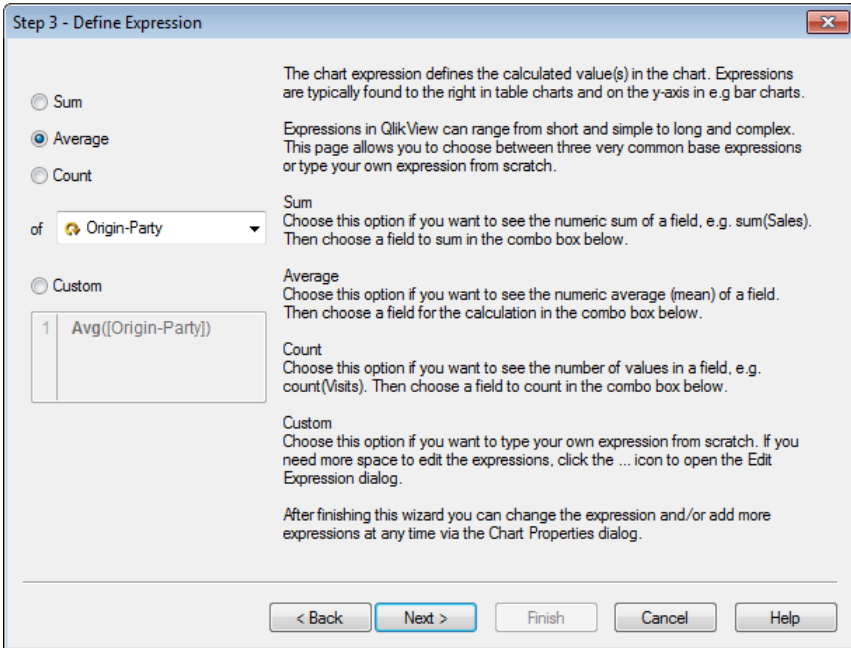 Step 3 - Define Expression
Sum
Average
Count
of Origin-Party
Custom
1 Avg([Origin-Party])
The chart expression defines the calculated value(s) in the chart. Expressions
are typically found to the right in table charts and on the y-axis in e.g bar charts.
Expressions in QlikView can range from short and simple to long and complex.
This page allows you to choose between three very common base expressions
or type your own expression from scratch.
Sum
Choose this option if you want to see the numeric sum of a field, e.g. sum(Sales).
Then choose a field to sum in the combo box below.
Average
Choose this option if you want to see the numeric average (mean) of a field.
Then choose a field for the calculation in the combo box below.
Count
Choose this option if you want to see the number of values in a field, e.g.
count(Visits). Then choose a field to count in the combo box below.
Custom
Choose this option if you want to type your own expression from scratch. If you
need more space to edit the expressions, click the ... icon to open the Edit
Expression dialog.
After finishing this wizard you can change the expression and/or add more
expressions at any time via the Chart Properties dialog.
< Back Next > Finish Cancel Help